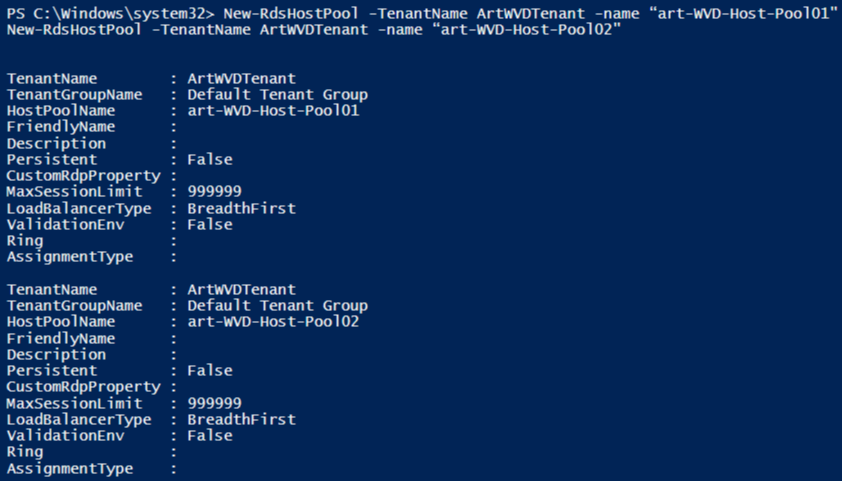 PS C:\Windows\system32> New-RdsHostPool -TenantName ArtWVDTenant -name “art-WVD-Host-Pool01"
New-RdsHostPool -TenantName ArtWVDTenant -name “art-WVD-Host-Pool02"
TenantName : ArtWVDTenant
TenantGroupName : Default Tenant Group
HostPoolName : art-WVD-Host-Pool01
FriendlyName :
Description :
Persistent : False
CustomRdpProperty :
MaxSessionLimit : 999999
LoadBalancerType : BreadthFirst
ValidationEnv : False
Ring :
AssignmentType :
TenantName : ArtWVDTenant
TenantGroupName : Default Tenant Group
HostPoolName : art-WVD-Host-Pool02
FriendlyName :
Description :
Persistent : False
CustomRdpProperty :
MaxSessionLimit : 999999
LoadBalancerType : BreadthFirst
ValidationEnv : False
Ring :
AssignmentType :